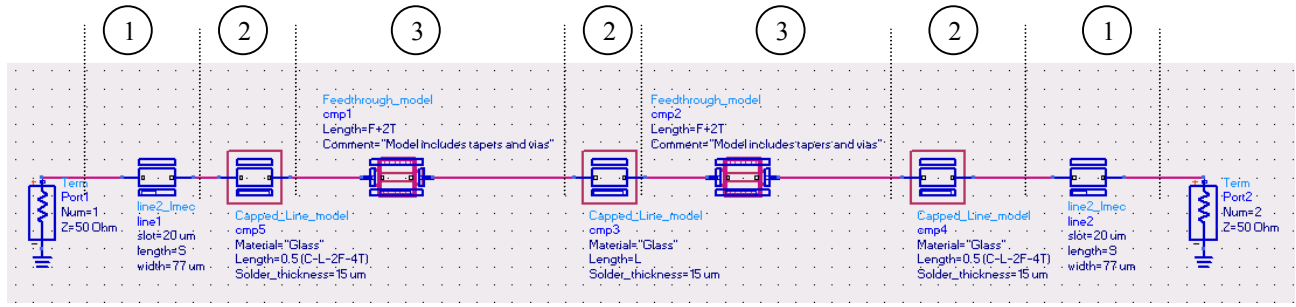 1
2
3
2
3
2
1
Feedthrough_model
cmp1
Length=F+2T
Comment="Model includes tapers and vias"
Feedthrough_model
cmp2
Length=F+2T
Comment="Model includes tapers and vias"
Term
Port1
Num=1
Z=50 Ohm
line2_Imec
line1
slot=20 um
length=S
width=77 um
Capped_Line_model
cmp5
Material="Glass"
Length=0.5 (C-L-2F-4T)
Solder_thickness=15 um
Capped_Line_model
cmp3
Material="Glass"
Length=L
Solder_thickness=15 um
Capped_Line_model
cmp4
Material="Glass"
Length=0.5 (C-L-2F-4T)
Solder_thickness=15 um
line2_Imec
line2
slot=20 um
length=S
width=77 um
Term
Port2
Num=2
Z=50 Ohm